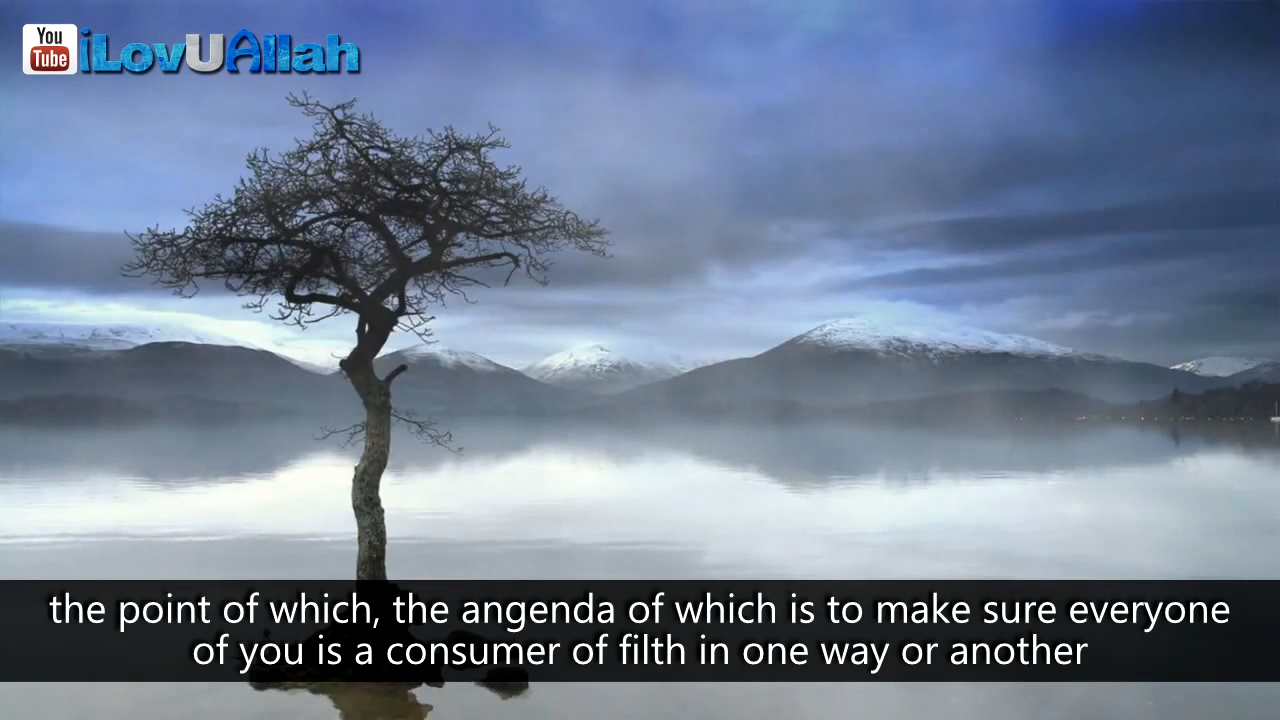 You
Tube
iLovUAllah
the point of which, the angenda of which is to make sure everyone
of you is a consumer of filth in one way or another